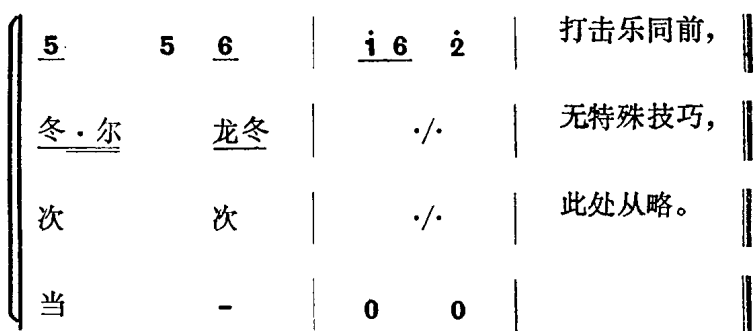 5 5 6 | i̇ 6 2̇ | 打击乐同前，
冬·尔 龙冬 | ·/· | 无特殊技巧，
次 次 | ·/· | 此处从略。
当 - | 0 0 |